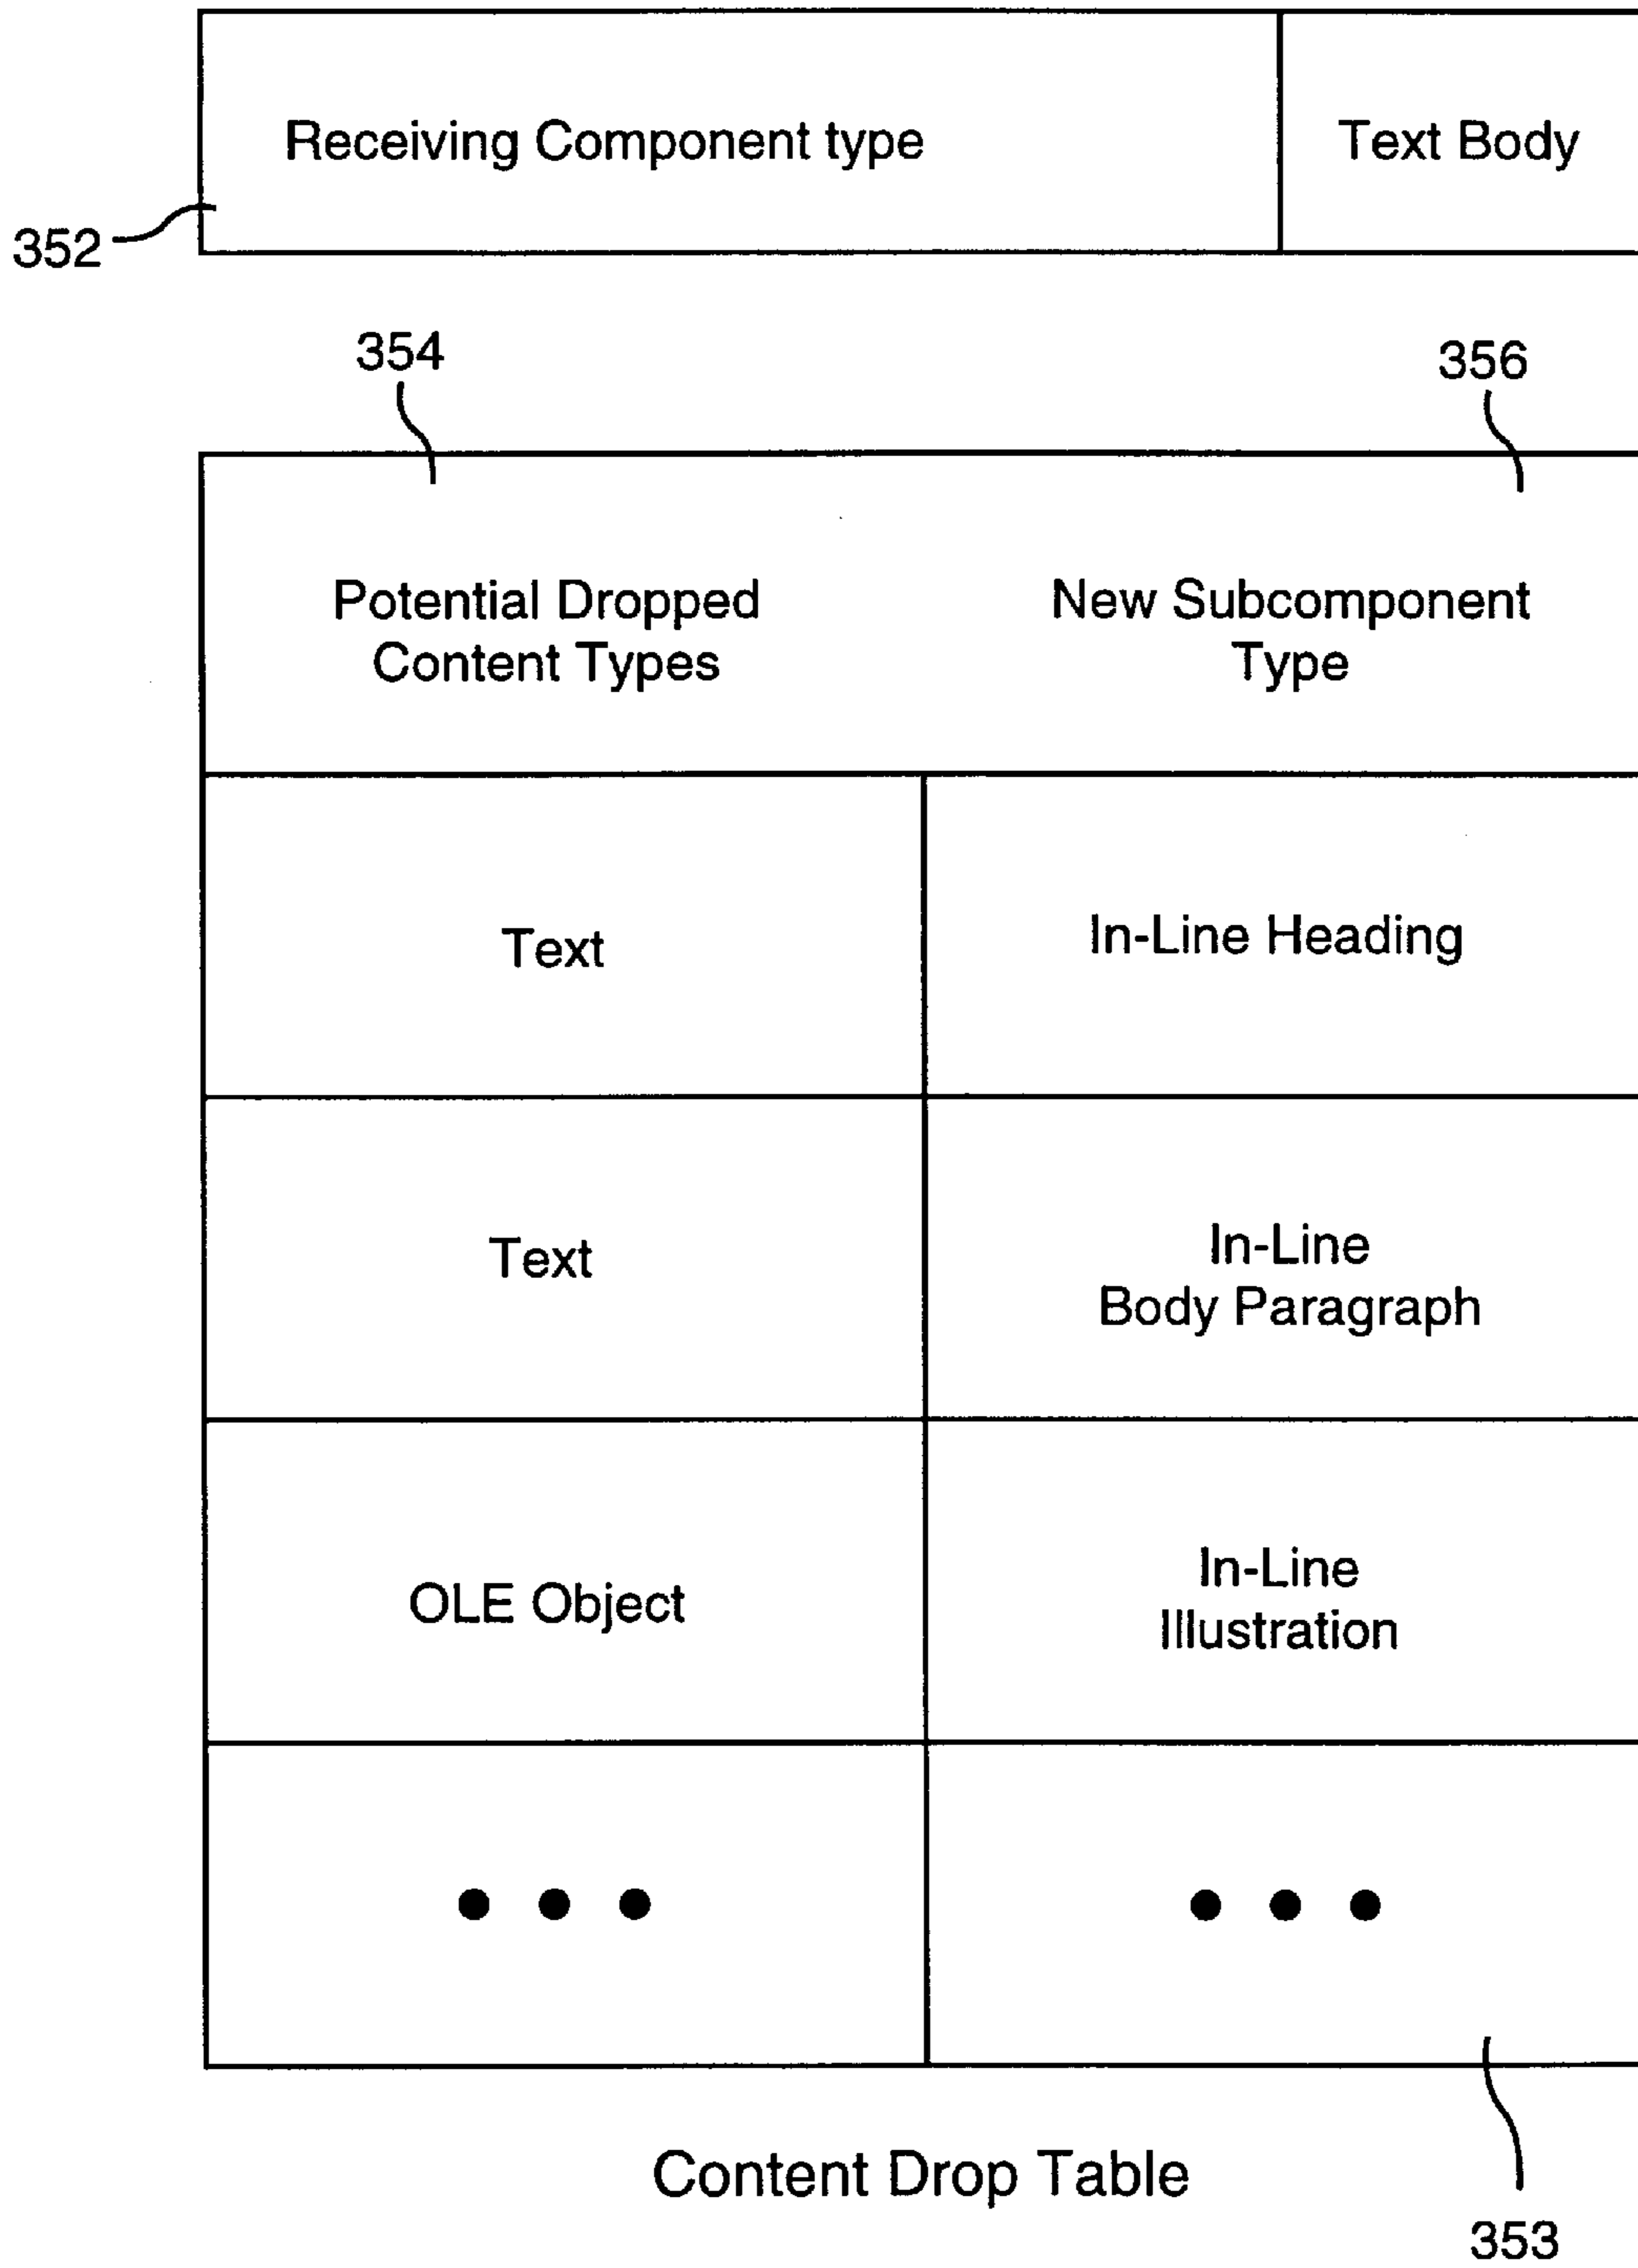 Receiving Component type
Text Body
352
354
356
Potential Dropped
Content Types
New Subcomponent
Type
Text
In-Line Heading
Text
In-Line
Body Paragraph
OLE Object
In-Line
Illustration
• • •
• • •
Content Drop Table
353